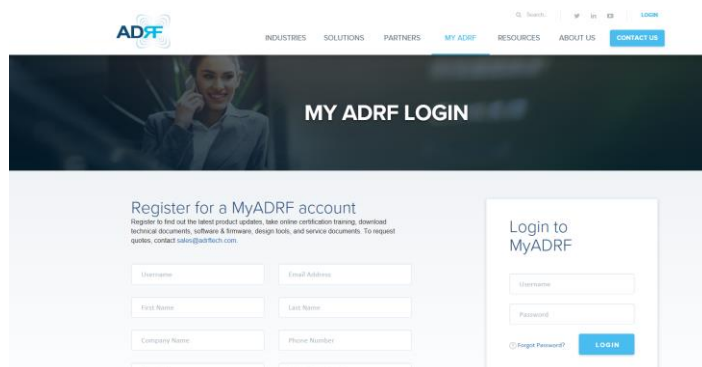 Search
LOGIN
ADRF
INDUSTRIES SOLUTIONS PARTNERS MY ADRF RESOURCES ABOUT US CONTACT US
MY ADRF LOGIN
Register for a MyADRF account
Register to find out the latest product updates, take online certification training, download
technical documents, software & firmware, design tools, and service documents. To request
quotes, contact sales@adrftech.com.
Username Email Address
First Name Last Name
Company Name Phone Number
Login to
MyADRF
Username
Password
Forgot Password? LOGIN